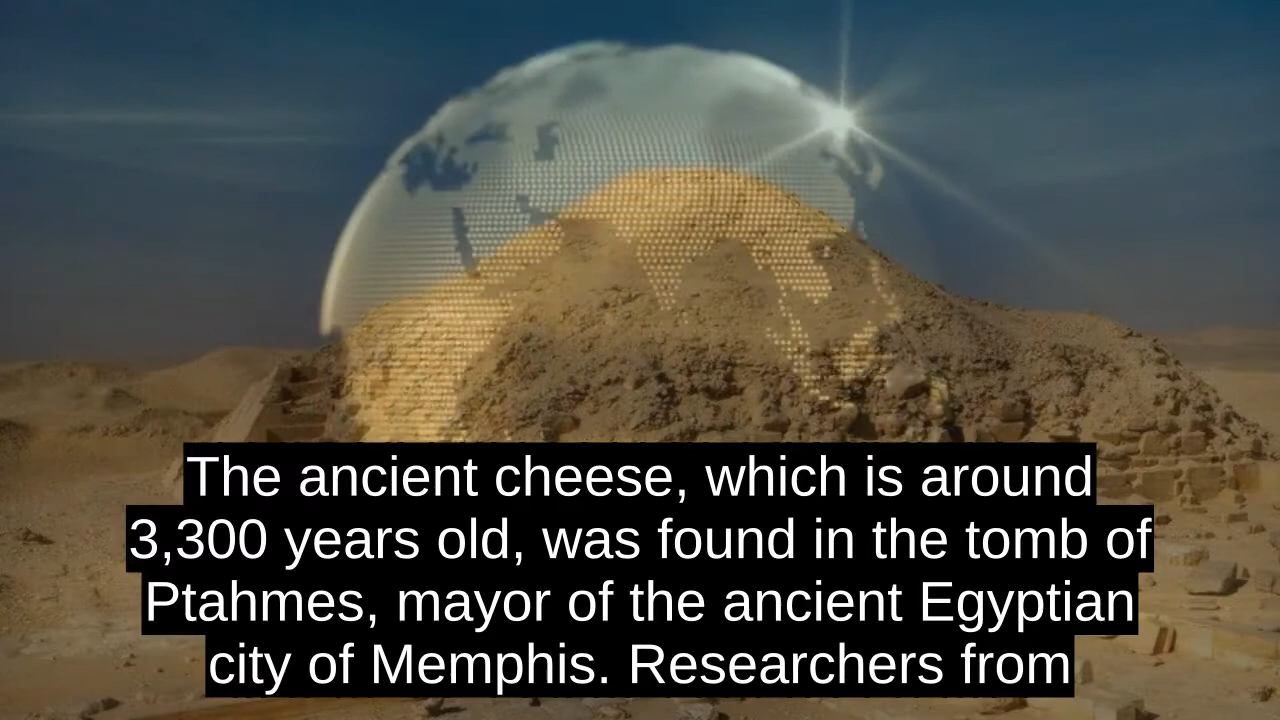 The ancient cheese, which is around
3,300 years old, was found in the tomb of
Ptahmes, mayor of the ancient Egyptian
city of Memphis. Researchers from